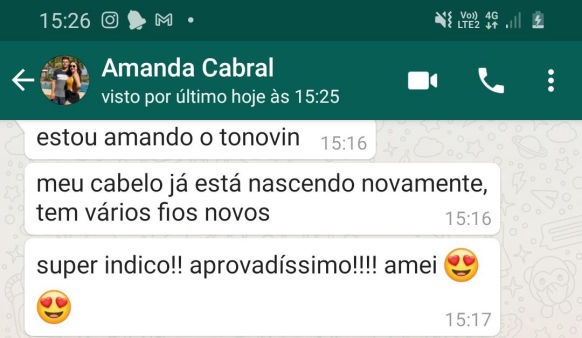 15:26
Vo)) 4G
LTE2
Amanda Cabral
visto por último hoje às 15:25
estou amando o tonovin 15:16
meu cabelo já está nascendo novamente,
tem vários fios novos 15:16
super indico!! aprovadíssimo!!!! amei 😍
😍 15:17